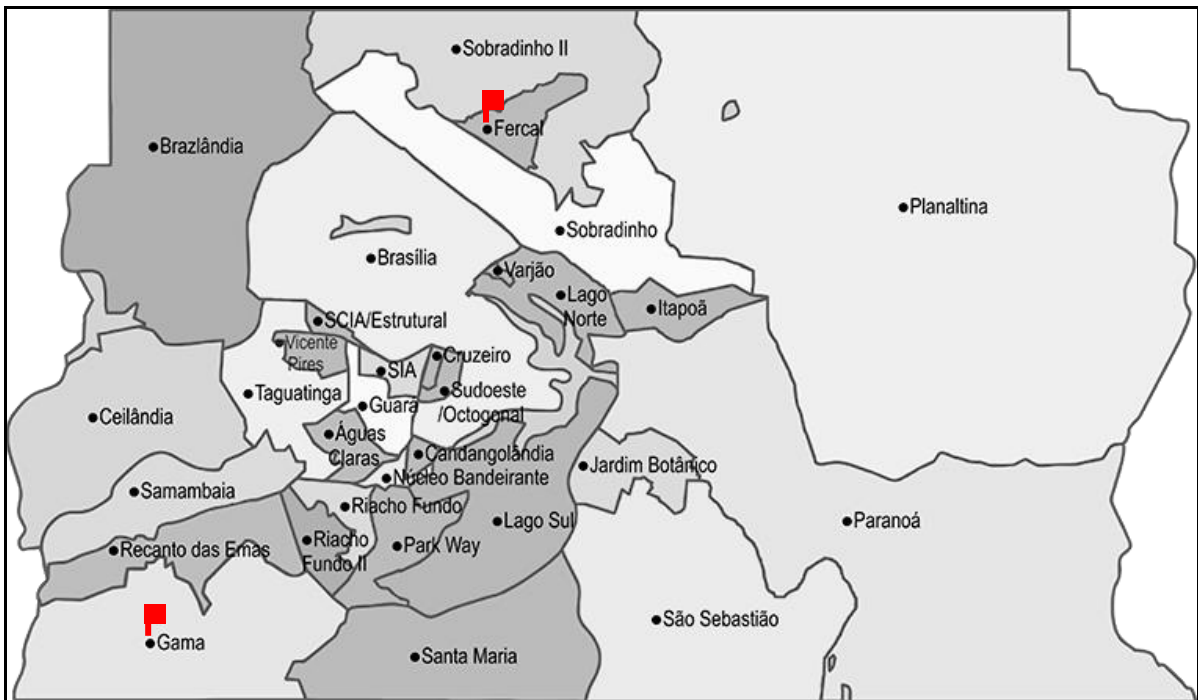 Sobradinho II
Fercal
Brazlândia
Planaltina
Sobradinho
Brasília
Varjão
Lago
Norte
Itapoã
SCIA/Estrutural
Vicente
Pires
Cruzeiro
SIA
Taguatinga
Sudoeste
/Octogonal
Guará
Ceilândia
Águas
Claras
Candangolândia
Jardim Botânico
Núcleo Bandeirante
Samambaia
Riacho Fundo
Lago Sul
Paranoá
Recanto das Emas
Riacho
Fundo II
Park Way
São Sebastião
Gama
Santa Maria